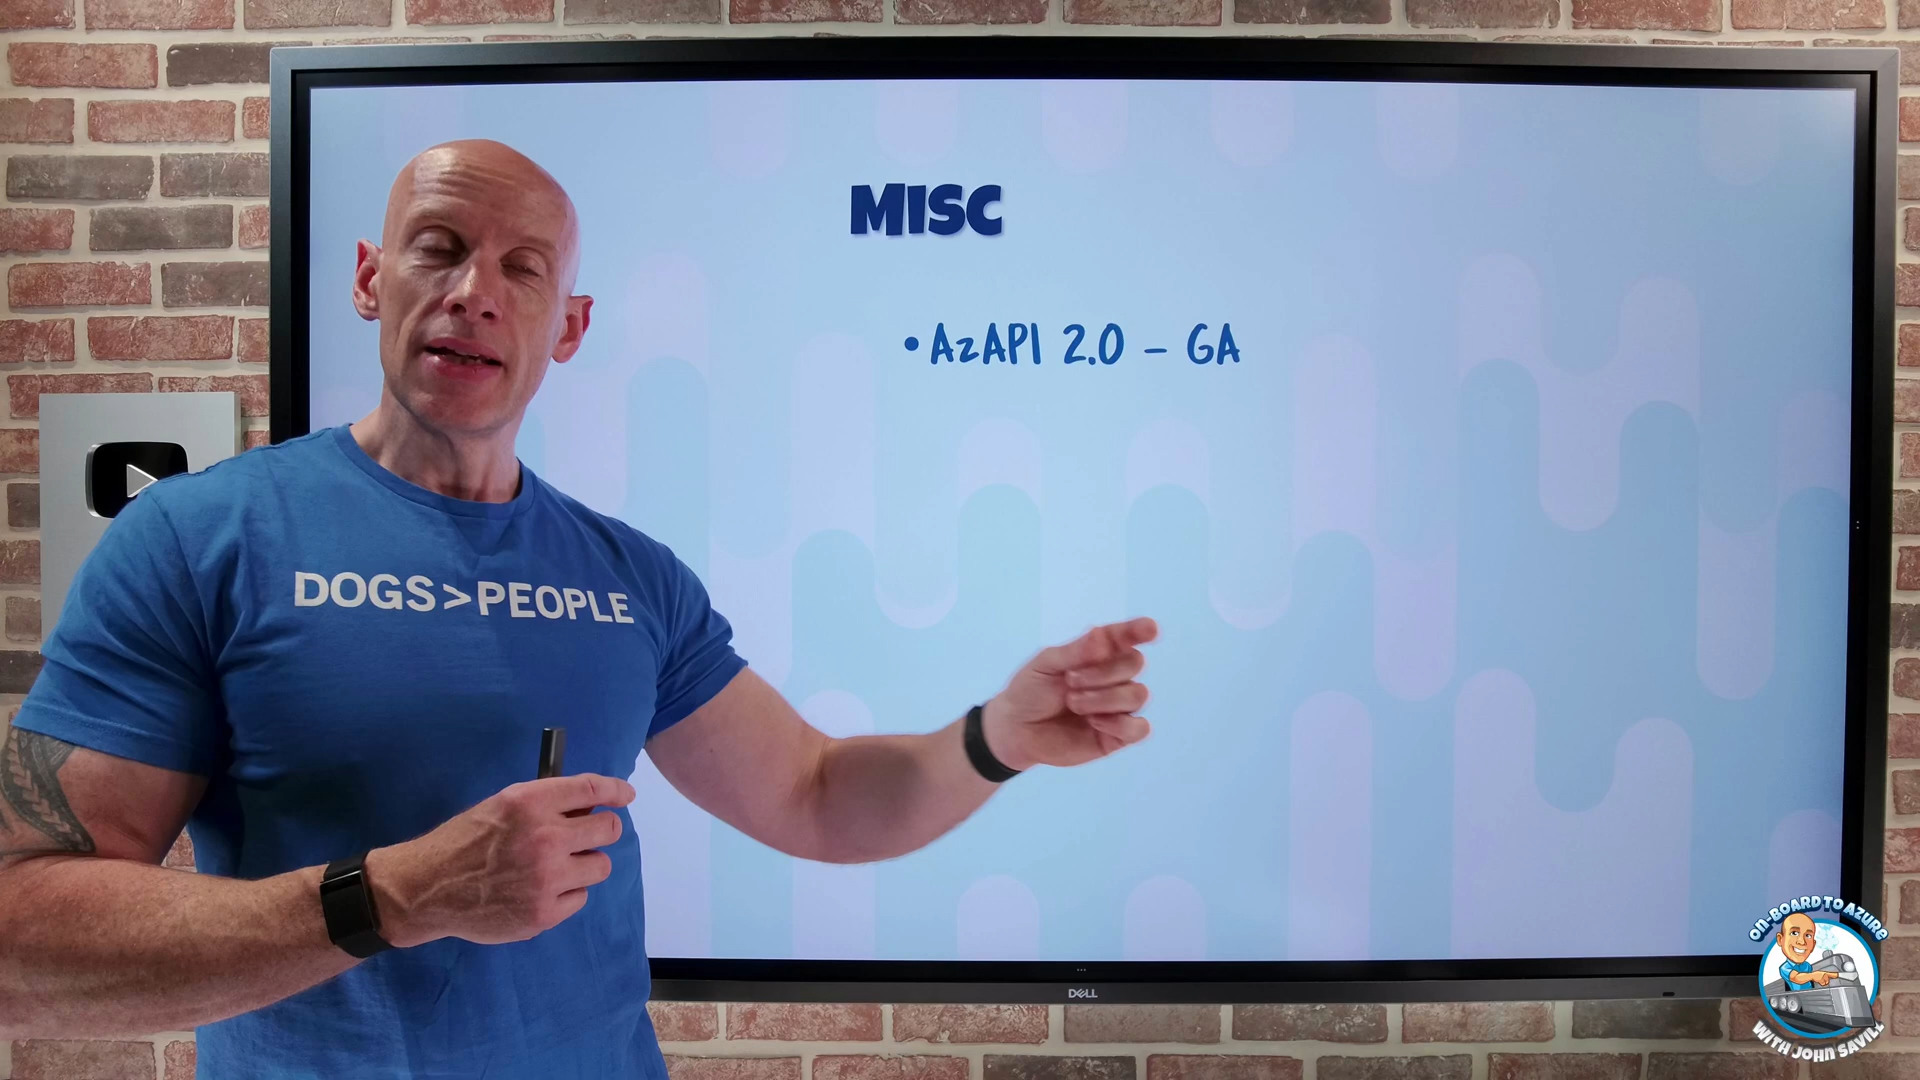 MISC
• AzAPI 2.0 – GA
DOGS>PEOPLE
DELL
ON-BOARD TO AZURE
WITH JOHN SAVILL